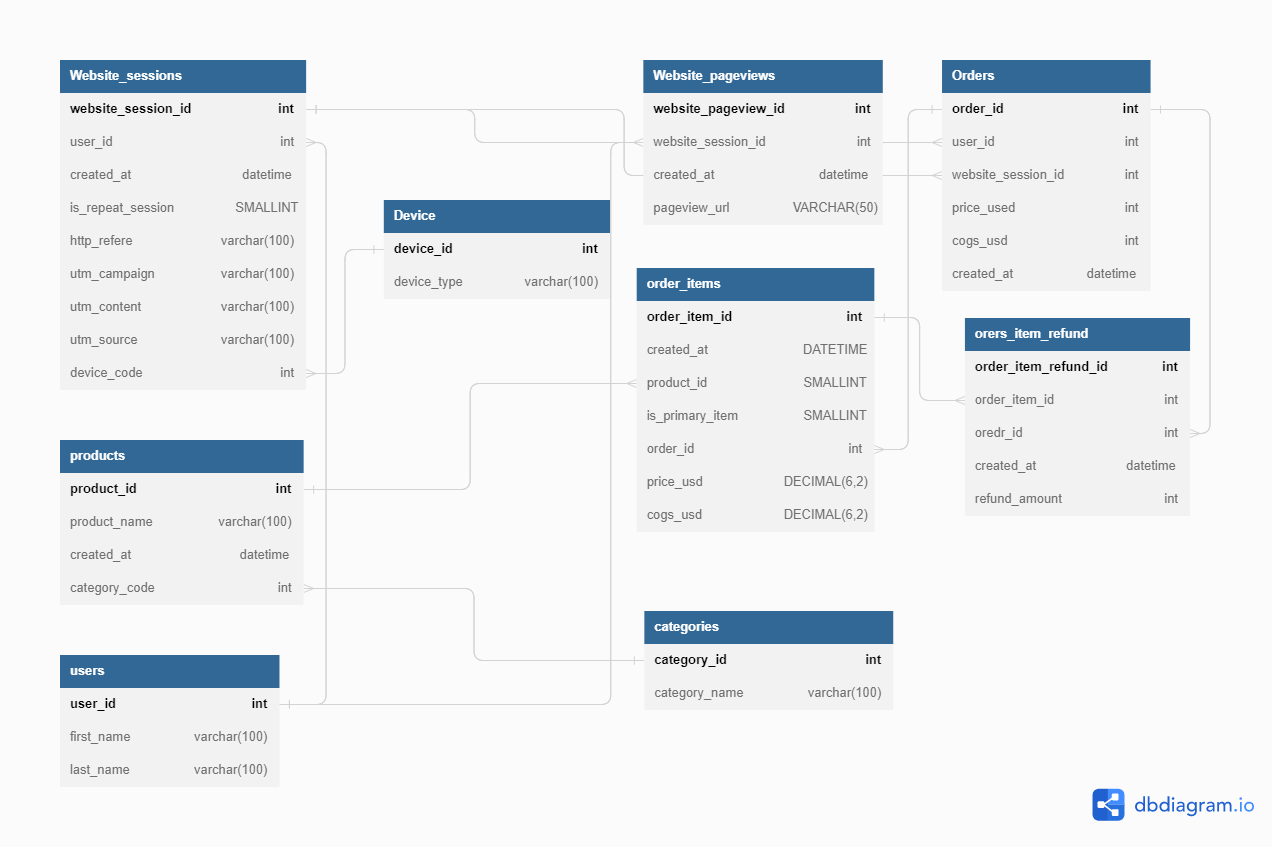 Website_sessions
website_session_id int
user_id int
created_at datetime
is_repeat_session SMALLINT
http_refere varchar(100)
utm_campaign varchar(100)
utm_content varchar(100)
utm_source varchar(100)
device_code int
Device
device_id int
device_type varchar(100)
Website_pageviews
website_pageview_id int
website_session_id int
created_at datetime
pageview_url VARCHAR(50)
Orders
order_id int
user_id int
website_session_id int
price_used int
cogs_usd int
created_at datetime
order_items
order_item_id int
created_at DATETIME
product_id SMALLINT
is_primary_item SMALLINT
order_id int
price_usd DECIMAL(6,2)
cogs_usd DECIMAL(6,2)
orers_item_refund
order_item_refund_id int
order_item_id int
oredr_id int
created_at datetime
refund_amount int
products
product_id int
product_name varchar(100)
created_at datetime
category_code int
categories
category_id int
category_name varchar(100)
users
user_id int
first_name varchar(100)
last_name varchar(100)
dbdiagram.io